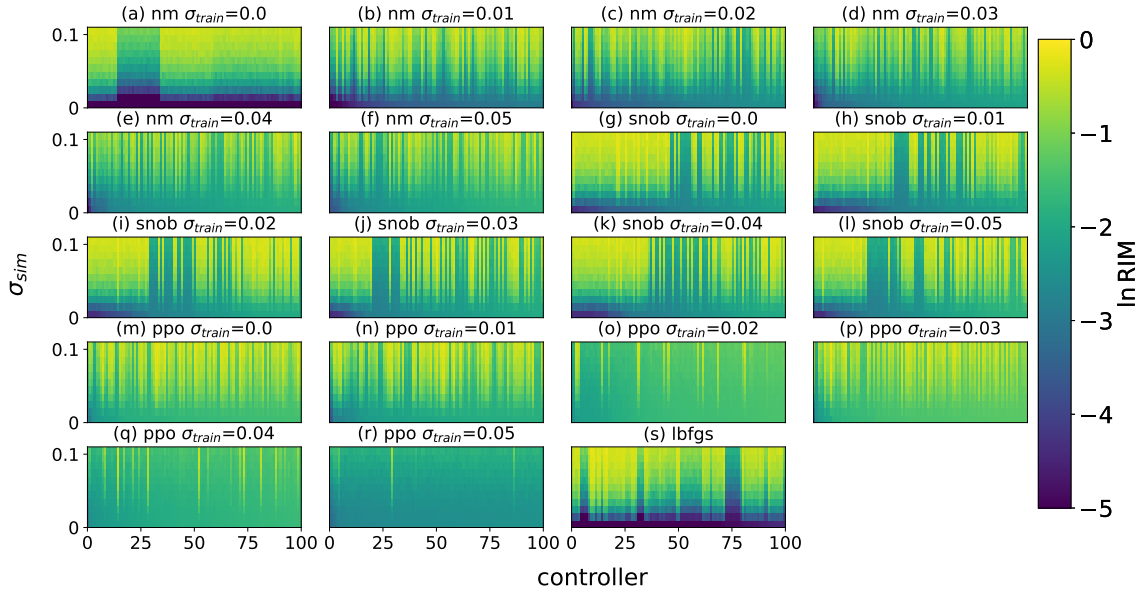 (a) nm σtrain=0.0
(b) nm σtrain=0.01
(c) nm σtrain=0.02
(d) nm σtrain=0.03
0.1
0
(e) nm σtrain=0.04
(f) nm σtrain=0.05
(g) snob σtrain=0.0
(h) snob σtrain=0.01
0.1
0
(i) snob σtrain=0.02
(j) snob σtrain=0.03
(k) snob σtrain=0.04
(l) snob σtrain=0.05
0.1
0
(m) ppo σtrain=0.0
(n) ppo σtrain=0.01
(o) ppo σtrain=0.02
(p) ppo σtrain=0.03
0.1
0
(q) ppo σtrain=0.04
(r) ppo σtrain=0.05
(s) lbfgs
0.1
0
0 25 50 75 100
0 25 50 75 100
0 25 50 75 100
controller
σsim
0
−1
−2
−3
−4
−5
ln RIM